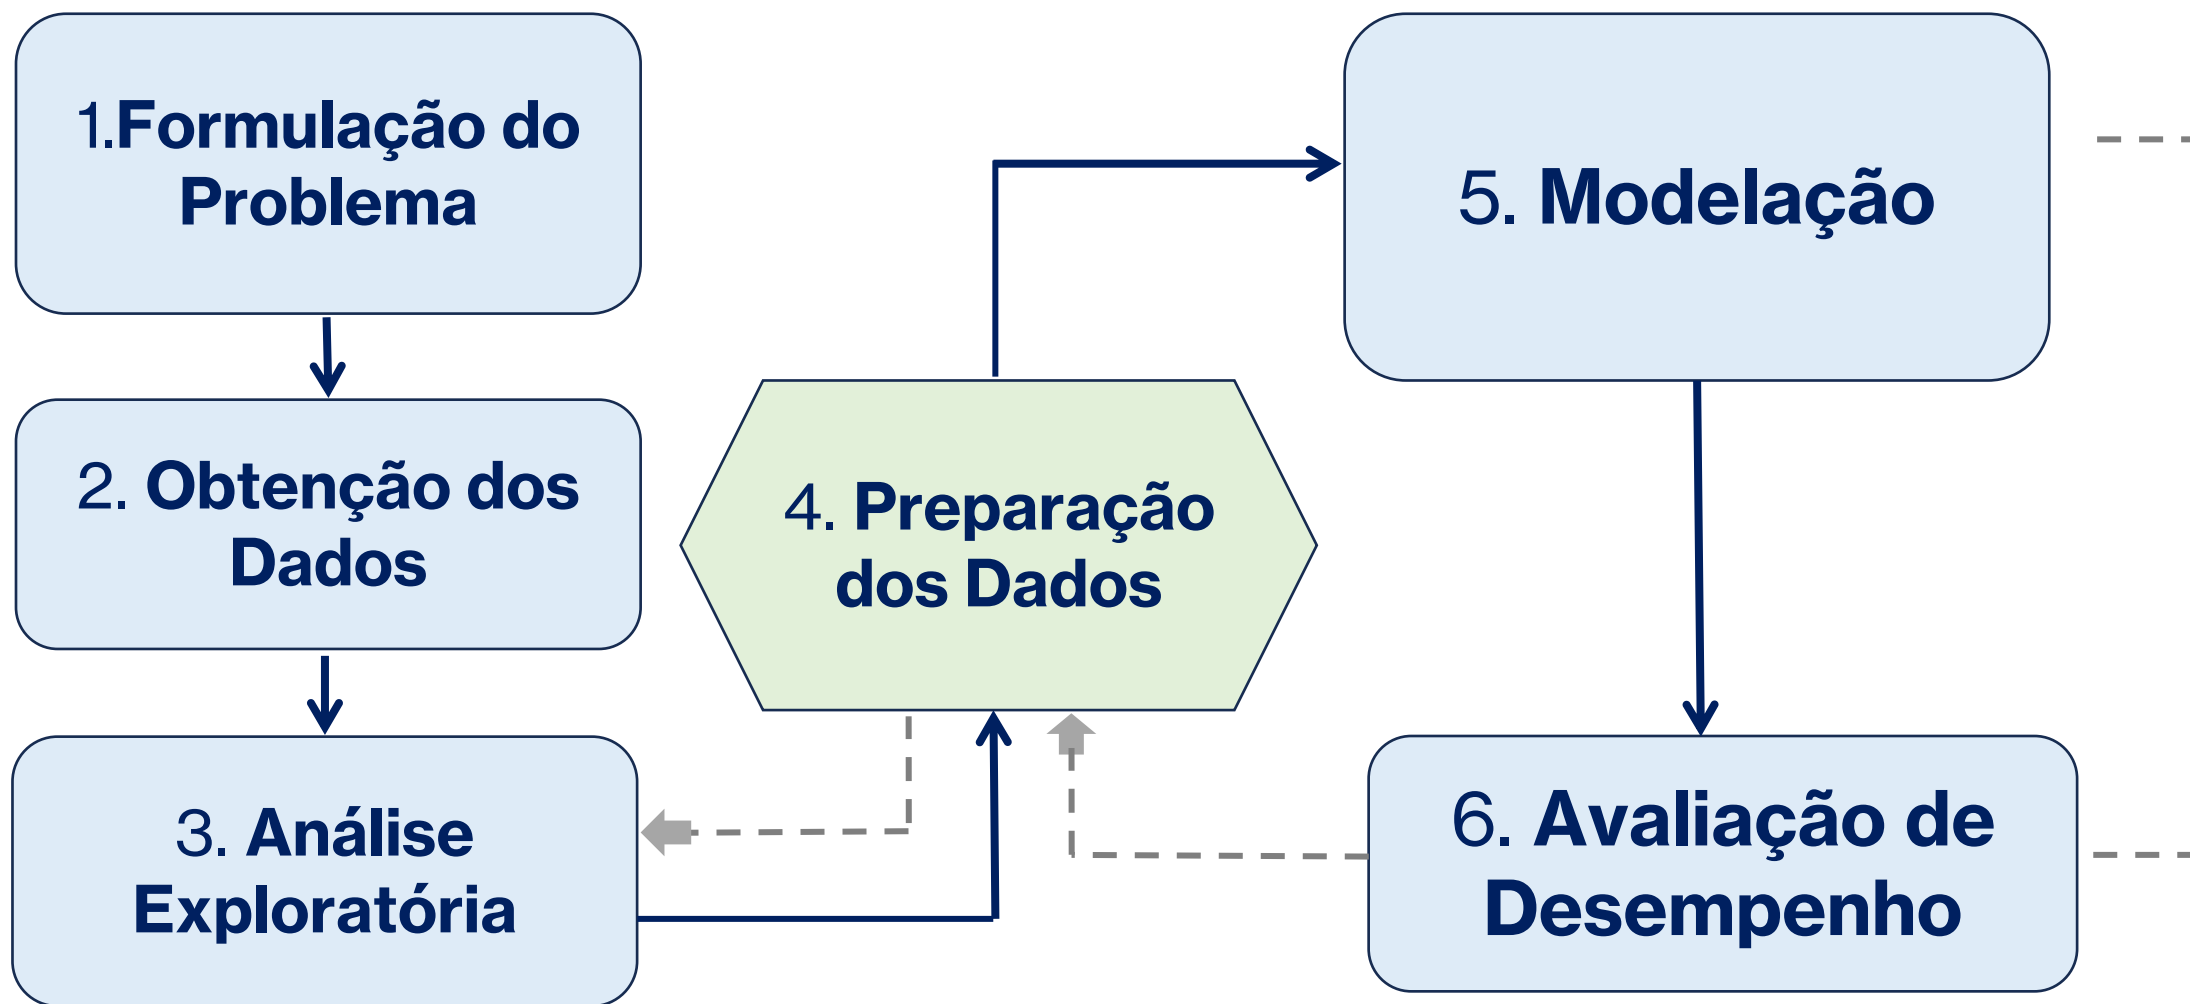 1.Formulação do
Problema
2. Obtenção dos
Dados
3. Análise
Exploratória
4. Preparação
dos Dados
5. Modelação
6. Avaliação de
Desempenho